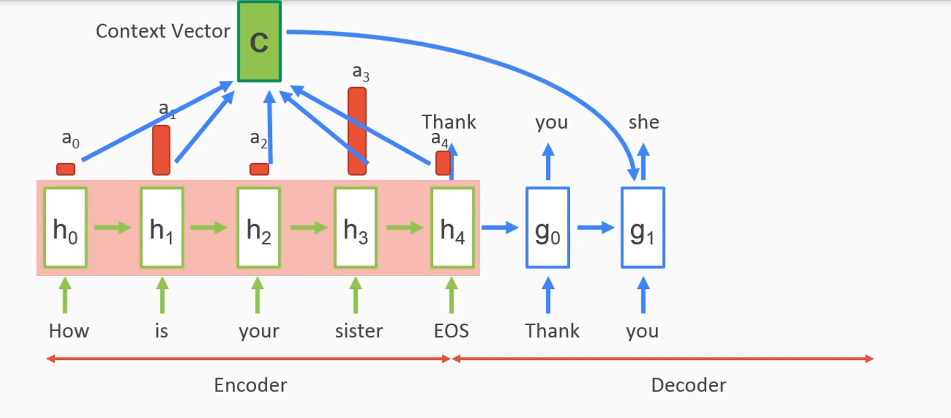 Context Vector
C
a3
a1
a0
a2
a4
Thank
you
she
h0
h1
h2
h3
h4
g0
g1
How
is
your
sister
EOS
Thank
you
Encoder
Decoder